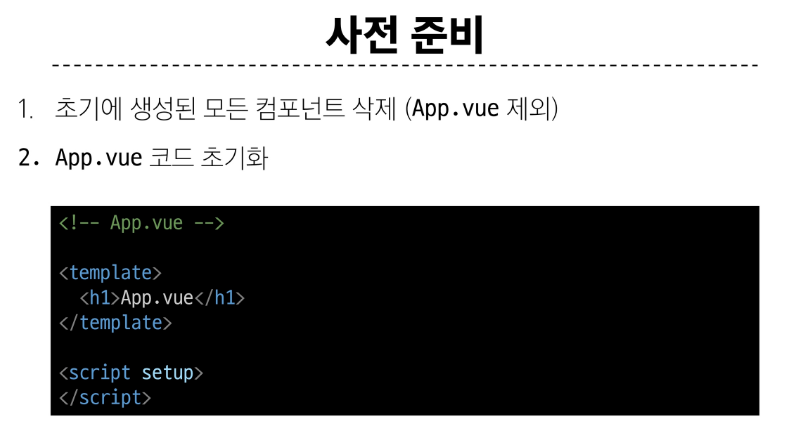 사전 준비
1. 초기에 생성된 모든 컴포넌트 삭제 (App.vue 제외)
2. App.vue 코드 초기화
<!-- App.vue -->
<template>
  <h1>App.vue</h1>
</template>
<script setup>
</script>